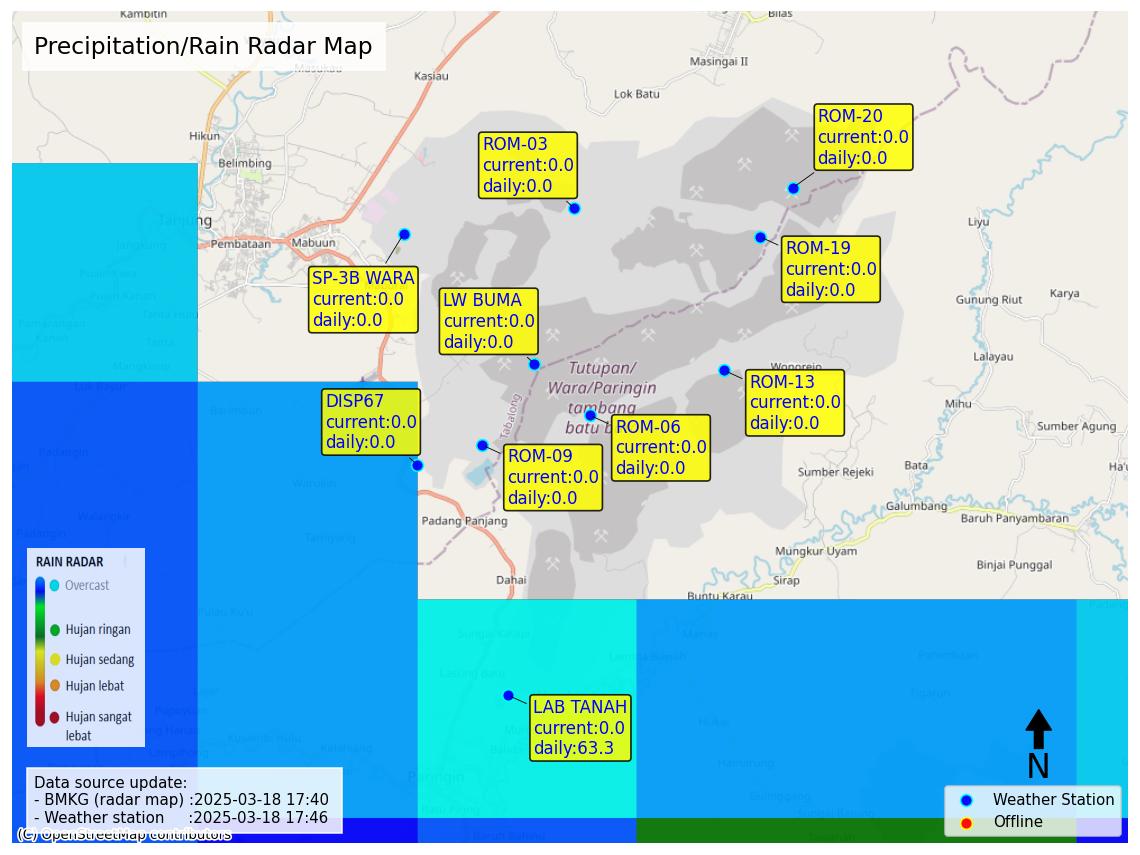 Kambitin
Bilas
Precipitation/Rain Radar Map
Masukau
Kasiau
Masingai II
Lok Batu
Hikun
Belimbing
ROM-03
current:0.0
daily:0.0
ROM-20
current:0.0
daily:0.0
Tanjung
Jangkung
Pembataan
Mabuun
Liyu
ROM-19
current:0.0
daily:0.0
SP-3B WARA
current:0.0
daily:0.0
LW BUMA
current:0.0
daily:0.0
Gunung Riut
Karya
Lalayau
Tutupan/
Wara/Paringin
tambang
batu b
Wonorejo
ROM-13
current:0.0
daily:0.0
Mihu
DISP67
current:0.0
daily:0.0
Tabalong
ROM-06
current:0.0
daily:0.0
Sumber Agung
ROM-09
current:0.0
daily:0.0
Sumber Rejeki
Bata
Ha'u
Galumbang
Baruh Panyambaran
Padang Panjang
Mungkur Uyam
Binjai Punggal
Dahai
Sirap
Buntu Karau
RAIN RADAR
Overcast
Hujan ringan
Hujan sedang
Hujan lebat
Hujan sangat
lebat
LAB TANAH
current:0.0
daily:63.3
Paringin
N
Data source update:
- BMKG (radar map) :2025-03-18 17:40
- Weather station :2025-03-18 17:46
(C) OpenStreetMap contributors
Weather Station
Offline